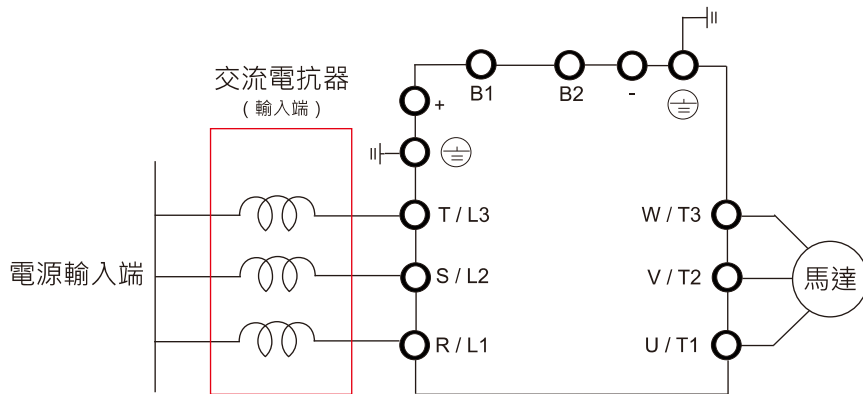 交流電抗器
（輸入端）
B1
B2
-
+
T / L3
W / T3
電源輸入端
S / L2
V / T2
馬達
R / L1
U / T1